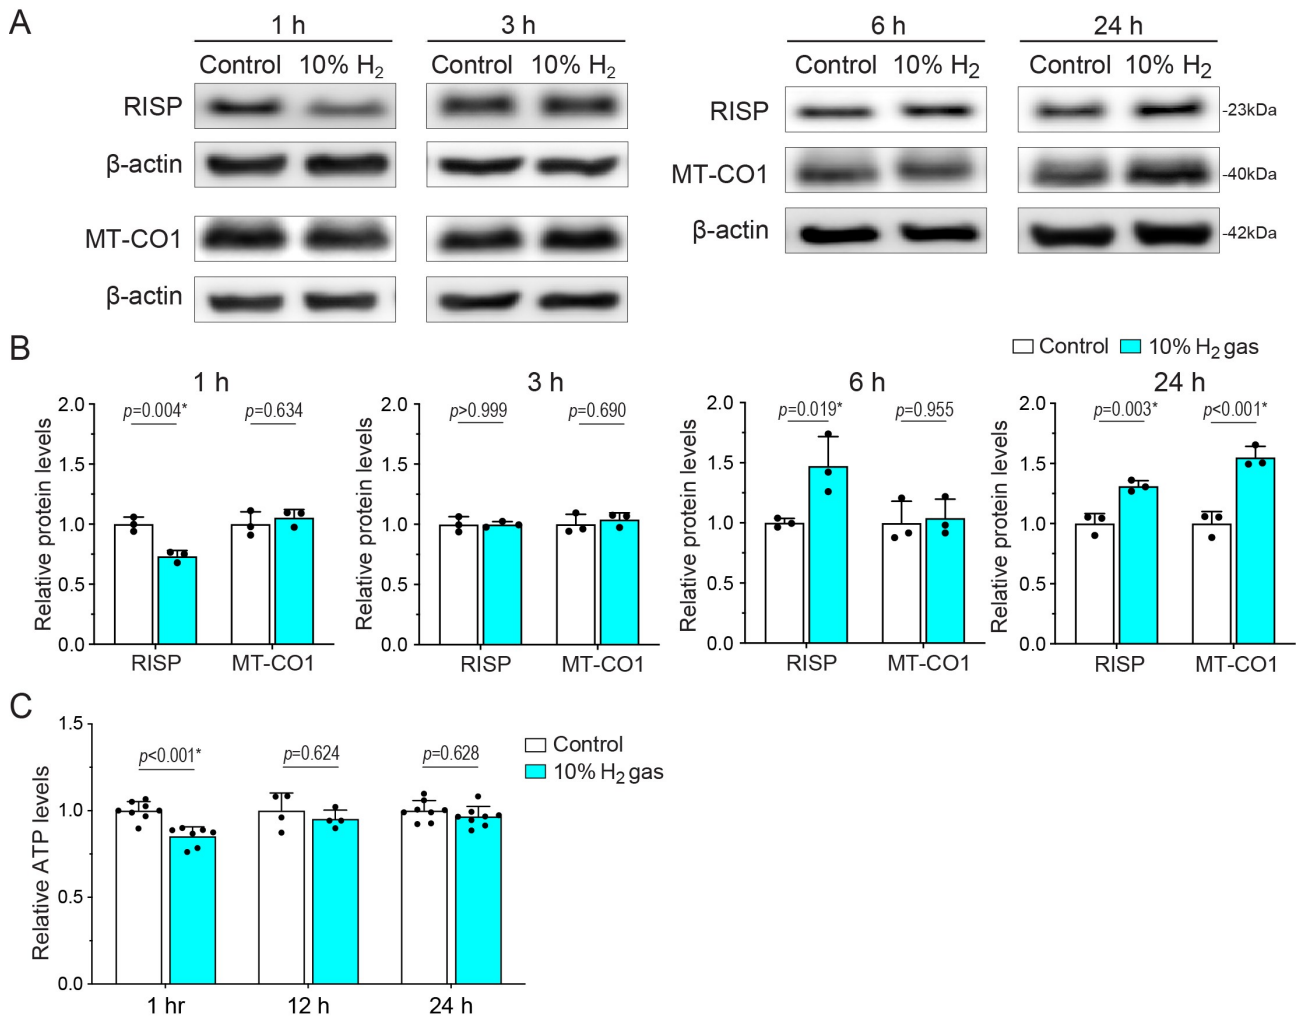 A
1 h
3 h
6 h
24 h
Control 10% H2
Control 10% H2
Control 10% H2
Control 10% H2
RISP
β-actin
MT-CO1
β-actin
RISP
-23kDa
MT-CO1
-40kDa
β-actin
-42kDa
B
Control 10% H2 gas
1 h
Relative protein levels
2.0
1.5
1.0
0.5
0.0
p=0.004*
p=0.634
RISP
MT-CO1
3 h
Relative protein levels
2.0
1.5
1.0
0.5
0.0
p>0.999
p=0.690
RISP
MT-CO1
6 h
Relative protein levels
2.0
1.5
1.0
0.5
0.0
p=0.019*
p=0.955
RISP
MT-CO1
24 h
Relative protein levels
2.0
1.5
1.0
0.5
0.0
p=0.003*
p<0.001*
RISP
MT-CO1
C
Relative ATP levels
1.5
1.0
0.5
0.0
p<0.001*
p=0.624
p=0.628
Control
10% H2 gas
1 hr
12 h
24 h